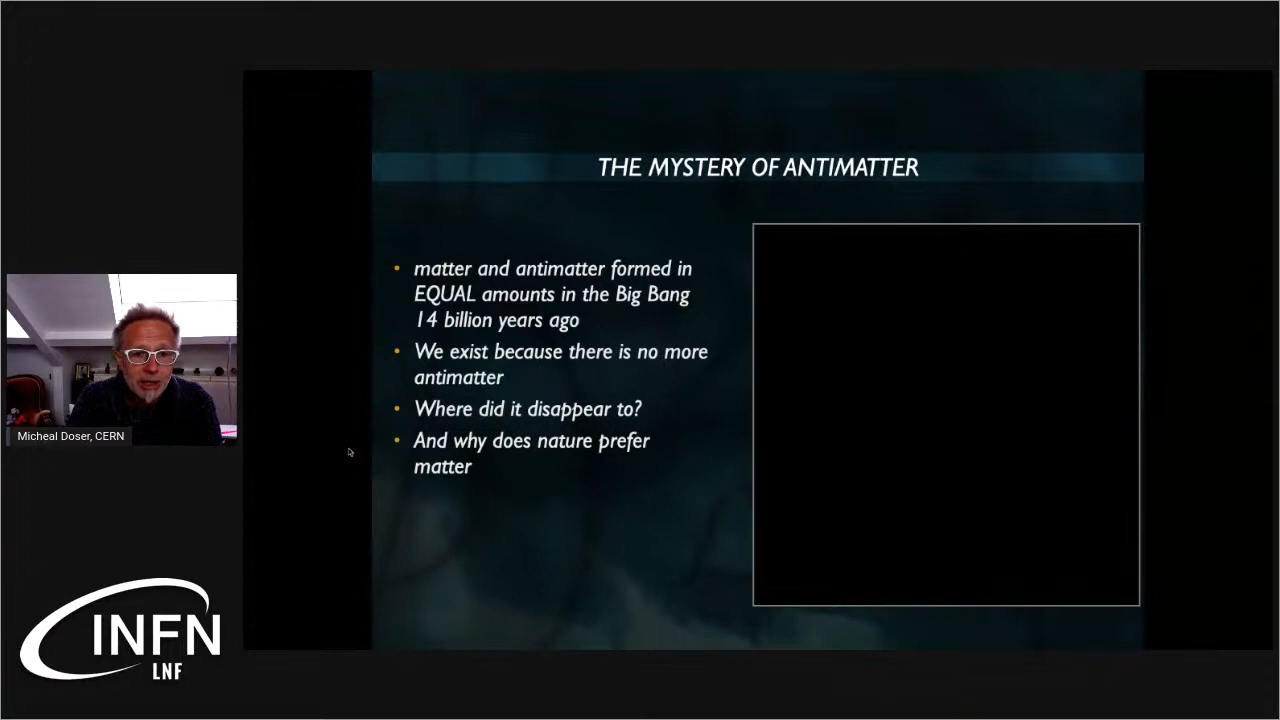 THE MYSTERY OF ANTIMATTER
• matter and antimatter formed in
EQUAL amounts in the Big Bang
14 billion years ago
• We exist because there is no more
antimatter
• Where did it disappear to?
• And why does nature prefer
matter
Micheal Doser, CERN
INFN
LNF